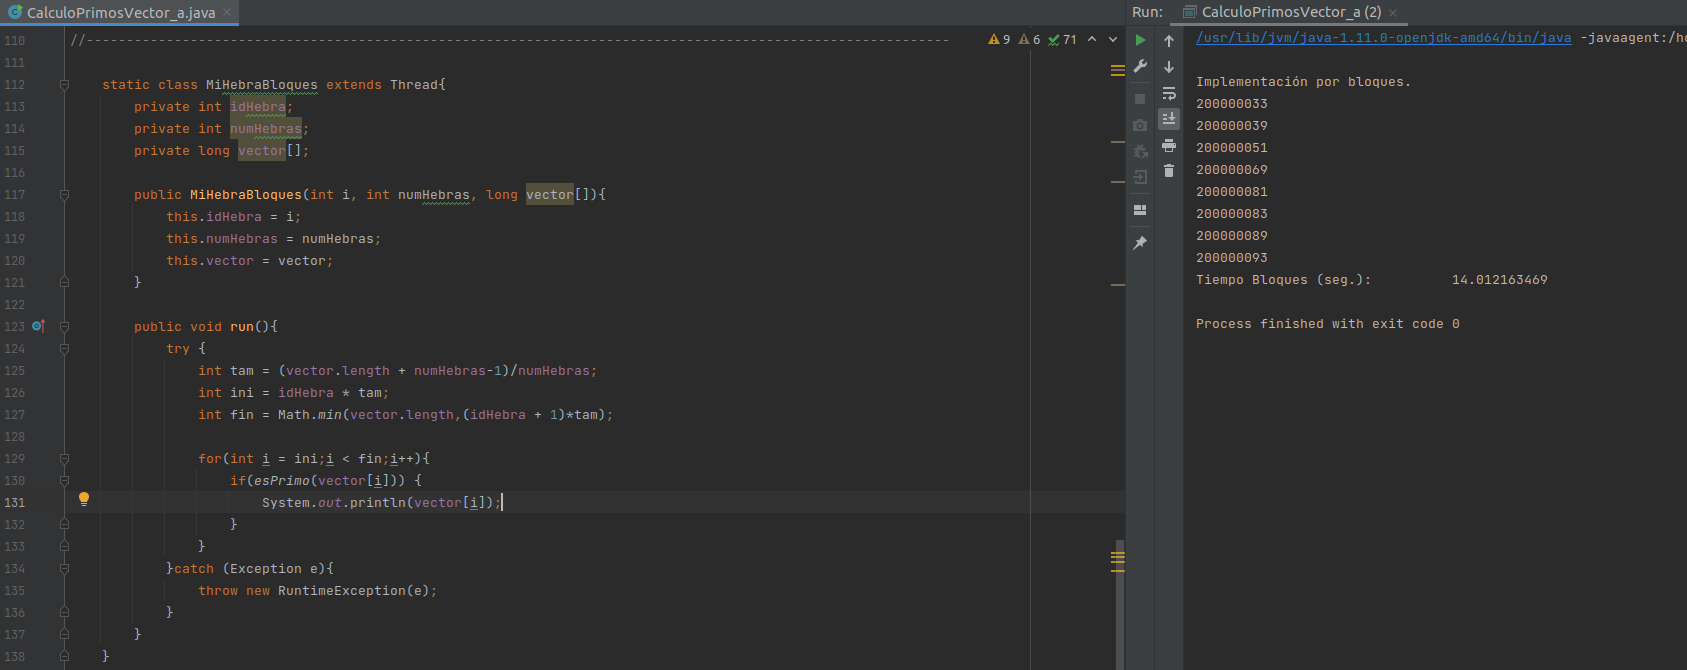 CalculoPrimosVector_a.java
110 //------------------------------------------------------------------------------------------------------------
9 6 71
111
112 static class MiHebraBloques extends Thread{
113 private int idHebra;
114 private int numHebras;
115 private long vector[];
116
117 public MiHebraBloques(int i, int numHebras, long vector[]){
118 this.idHebra = i;
119 this.numHebras = numHebras;
120 this.vector = vector;
121 }
122
123 public void run(){
124 try {
125 int tam = (vector.length + numHebras-1)/numHebras;
126 int ini = idHebra * tam;
127 int fin = Math.min(vector.length,(idHebra + 1)*tam);
128
129 for(int i = ini;i < fin;i++){
130 if(esPrimo(vector[i])) {
131 System.out.println(vector[i]);
132 }
133 }
134 }catch (Exception e){
135 throw new RuntimeException(e);
136 }
137 }
138 }
Run: CalculoPrimosVector_a (2)
/usr/lib/jvm/java-1.11.0-openjdk-amd64/bin/java -javaagent:/h
Implementación por bloques.
200000033
200000039
200000051
200000069
200000081
200000083
200000089
200000093
Tiempo Bloques (seg.): 14.012163469
Process finished with exit code 0